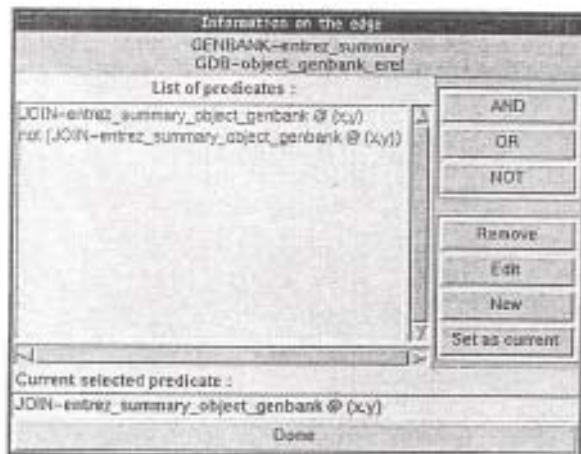 Information on the edge
GENBANK-entrez_summary
GDB-object_genbank_eref
List of predicates :
JOIN-entrez_summary_object_genbank @ (x,y)
not (JOIN-entrez_summary_object_genbank @ (x,y))
AND
OR
NOT
Remove
Edit
New
Set as current
Current selected predicate :
JOIN-entrez_summary_object_genbank @ (x,y)
Done